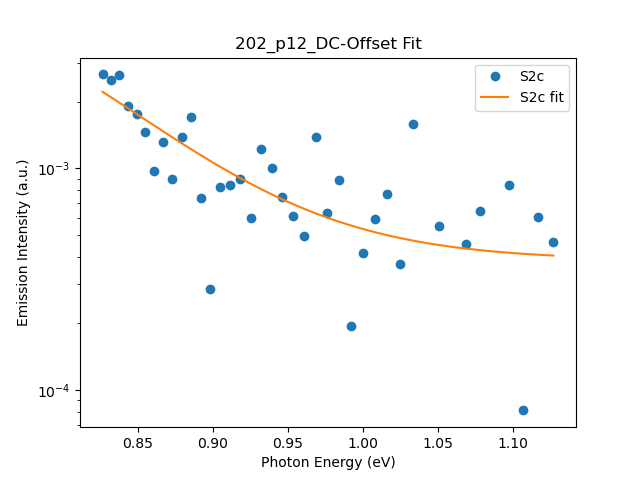 202_p12_DC-Offset Fit
S2c
S2c fit
Emission Intensity (a.u.)
10⁻³
10⁻⁴
0.85 0.90 0.95 1.00 1.05 1.10
Photon Energy (eV)